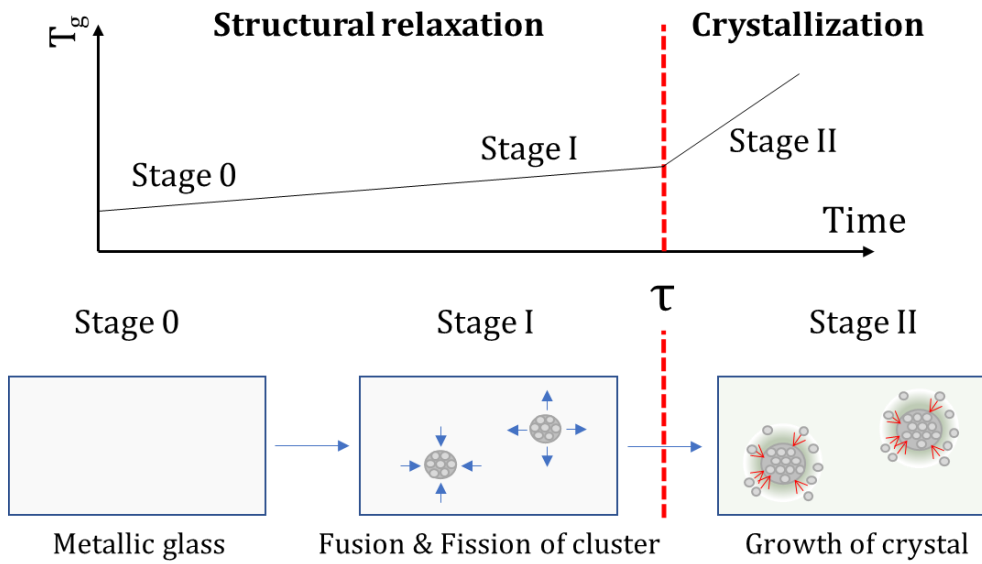 Structural relaxation
Crystallization
T_g
Stage 0
Stage I
Stage II
Time
τ
Stage 0
Stage I
Stage II
Metallic glass
Fusion & Fission of cluster
Growth of crystal